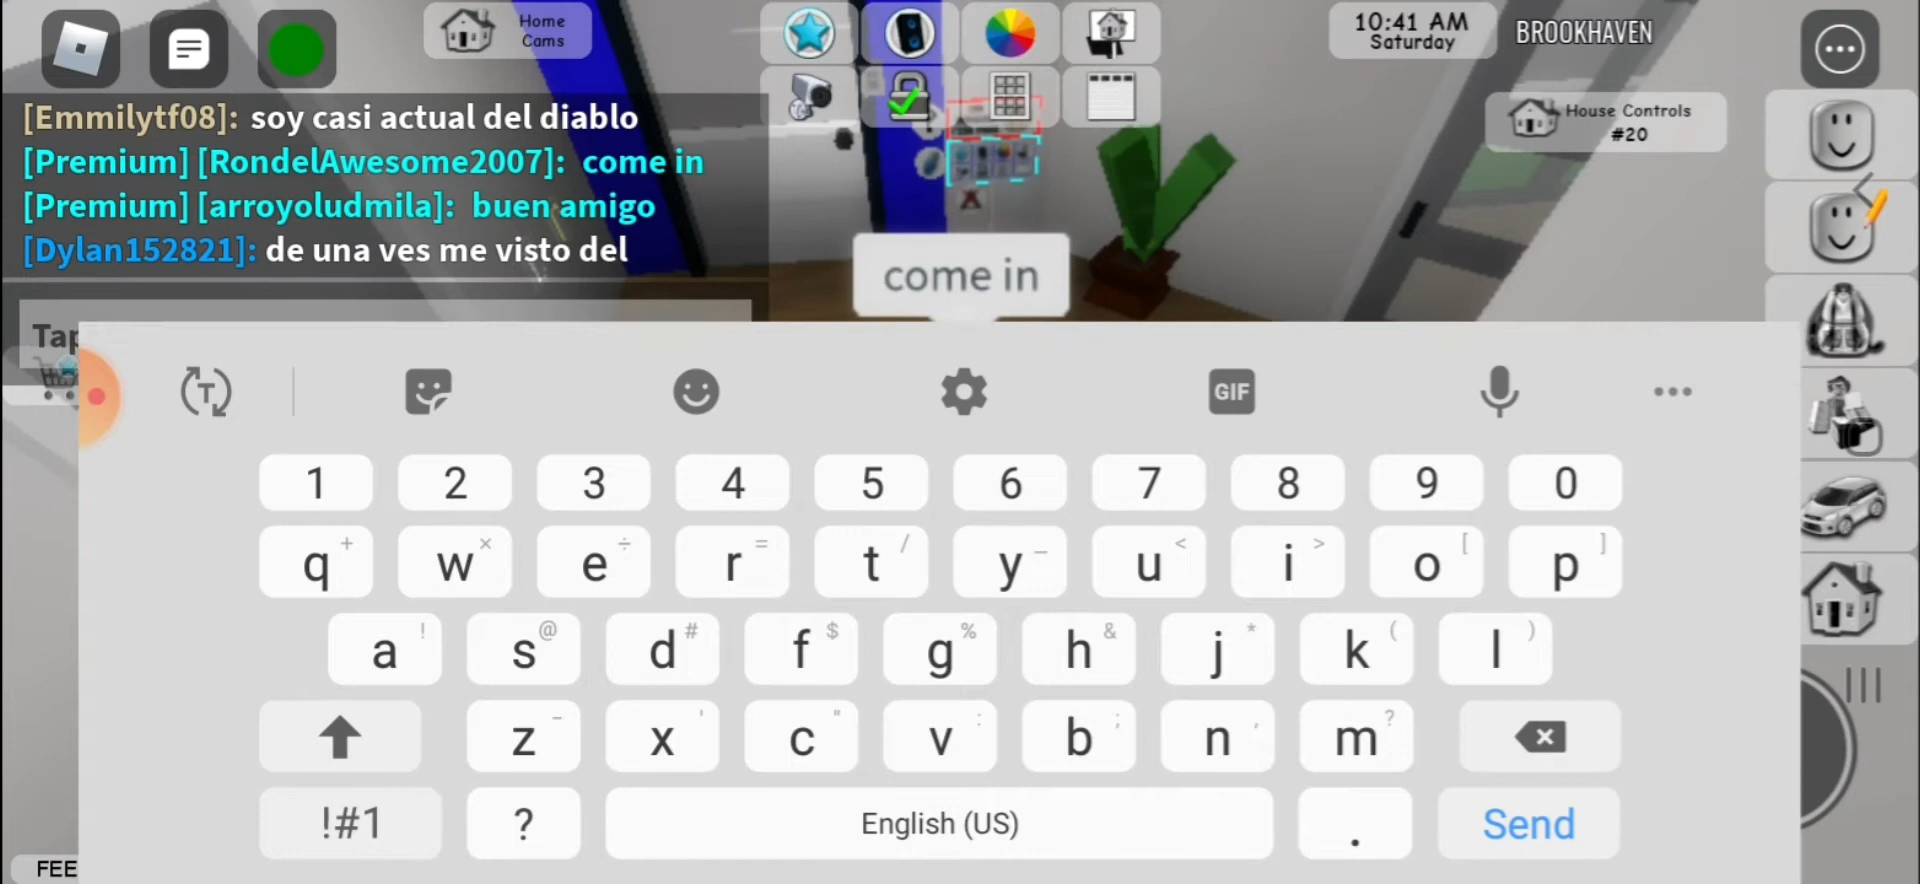 Home
Cams
10:41 AM
Saturday
BROOKHAVEN
House Controls
#20
[Emmilytf08]: soy casi actual del diablo
[Premium] [RondelAwesome2007]: come in
[Premium] [arroyoludmila]: buen amigo
[Dylan152821]: de una ves me visto del
come in
Tap
T
GIF
1 2 3 4 5 6 7 8 9 0
q + w × e ÷ r = t / y _ u < i > o [ p ]
a ! s @ d # f $ g % h & j * k ( l )
z - x ' c " v : b ; n , m ?
!#1 ? English (US) . Send
FEE